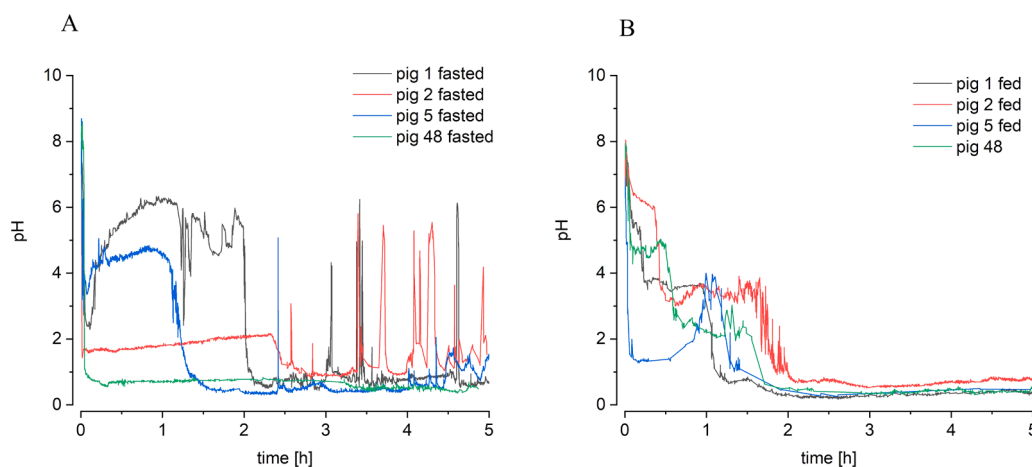 A
pH
10
8
6
4
2
0
pig 1 fasted
pig 2 fasted
pig 5 fasted
pig 48 fasted
0 1 2 3 4 5
time [h]
B
pH
10
8
6
4
2
0
pig 1 fed
pig 2 fed
pig 5 fed
pig 48
0 1 2 3 4 5
time [h]